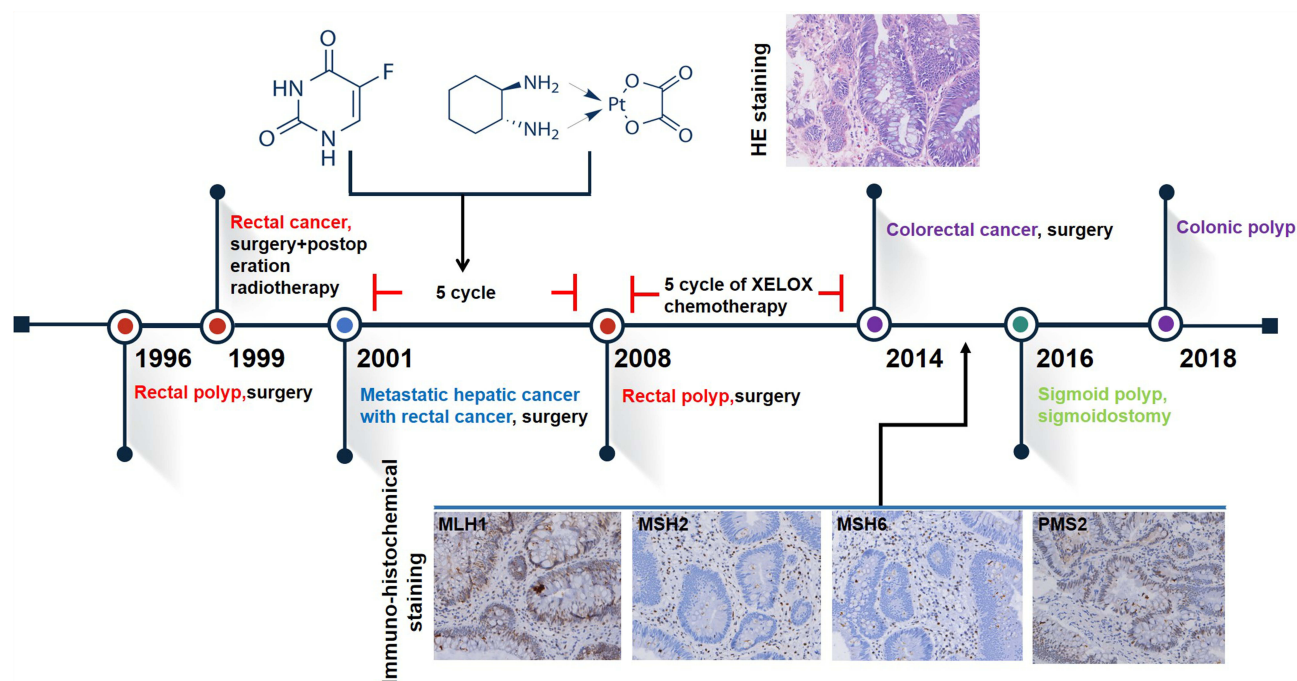 O
HN
F
O
N
H
NH2
NH2
Pt
O
O
O
O
HE staining
Rectal cancer,
surgery+postop
eration
radiotherapy
5 cycle
5 cycle of XELOX
chemotherapy
Colorectal cancer, surgery
Colonic polyp
1996
1999
2001
2008
2014
2016
2018
Rectal polyp,surgery
Metastatic hepatic cancer
with rectal cancer, surgery
Rectal polyp,surgery
Sigmoid polyp,
sigmoidostomy
Immuno-histochemical
staining
MLH1
MSH2
MSH6
PMS2